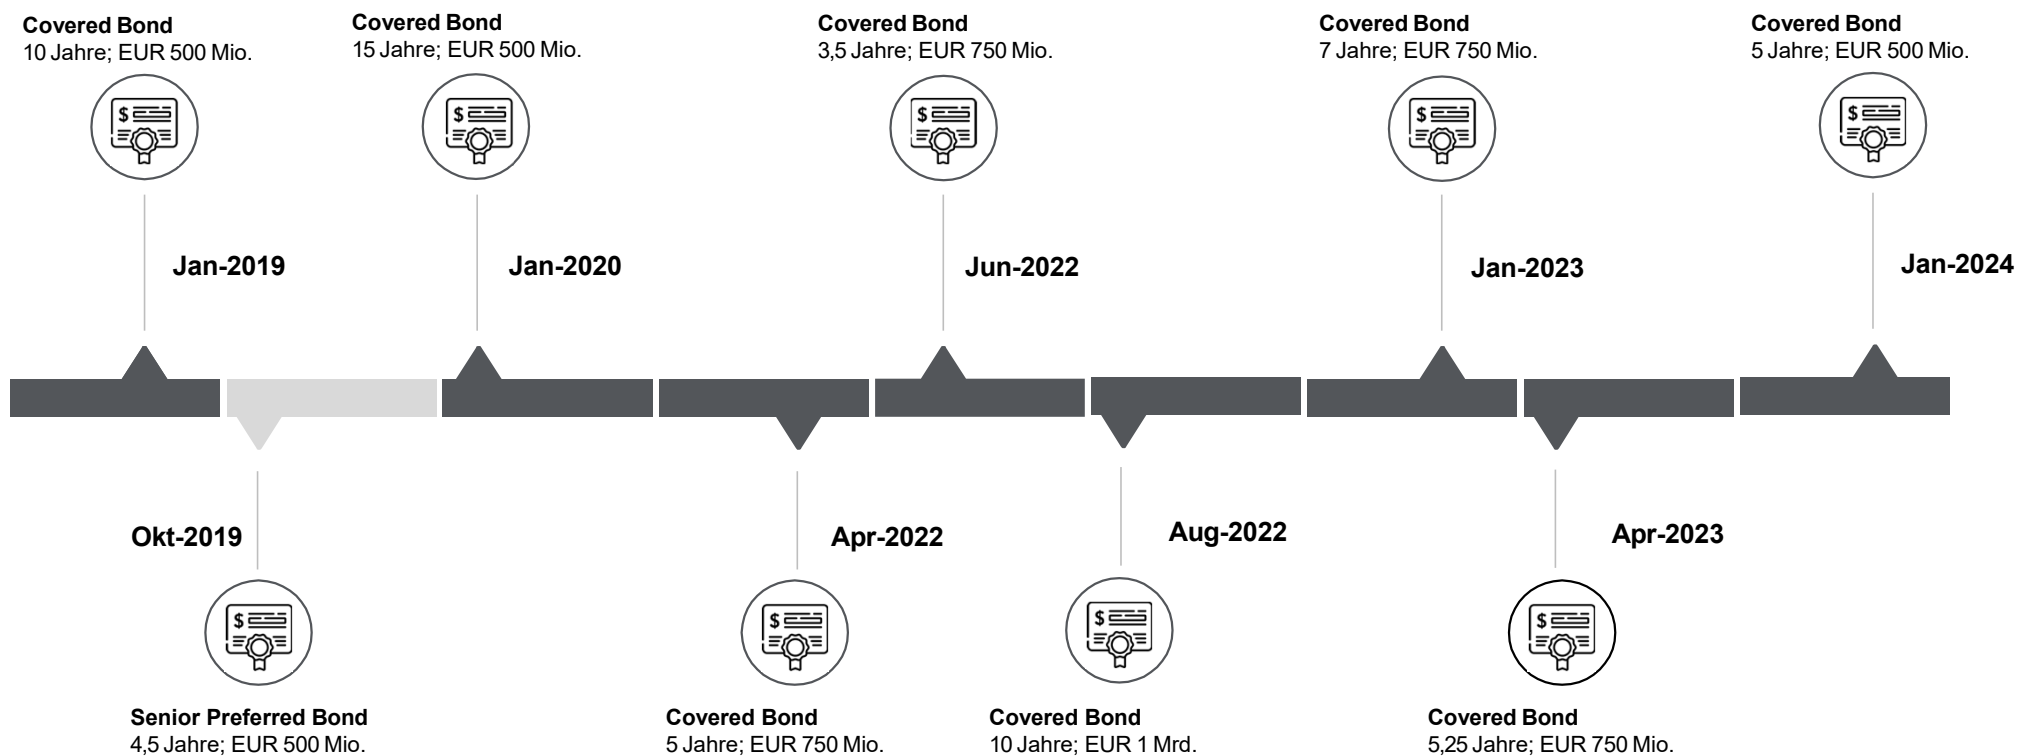 Covered Bond
10 Jahre; EUR 500 Mio.
Covered Bond
15 Jahre; EUR 500 Mio.
Covered Bond
3,5 Jahre; EUR 750 Mio.
Covered Bond
7 Jahre; EUR 750 Mio.
Covered Bond
5 Jahre; EUR 500 Mio.
$
$
$
$
$
Jan-2019
Jan-2020
Jun-2022
Jan-2023
Jan-2024
Okt-2019
Apr-2022
Aug-2022
Apr-2023
$
$
$
$
Senior Preferred Bond
4,5 Jahre; EUR 500 Mio.
Covered Bond
5 Jahre; EUR 750 Mio.
Covered Bond
10 Jahre; EUR 1 Mrd.
Covered Bond
5,25 Jahre; EUR 750 Mio.